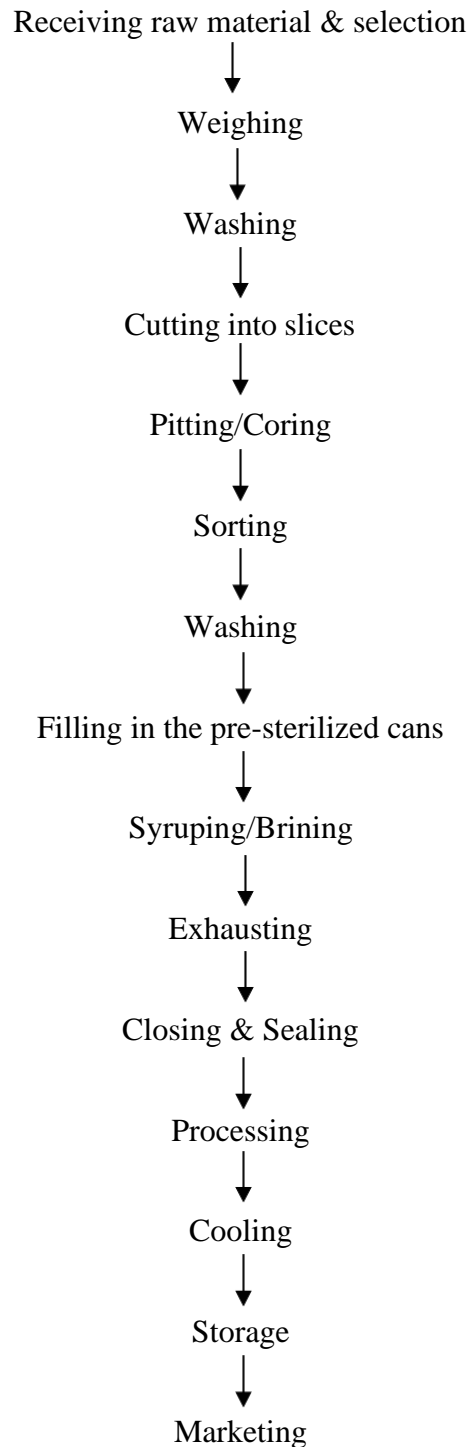 Receiving raw material & selection
Weighing
Washing
Cutting into slices
Pitting/Coring
Sorting
Washing
Filling in the pre-sterilized cans
Syruping/Brining
Exhausting
Closing & Sealing
Processing
Cooling
Storage
Marketing